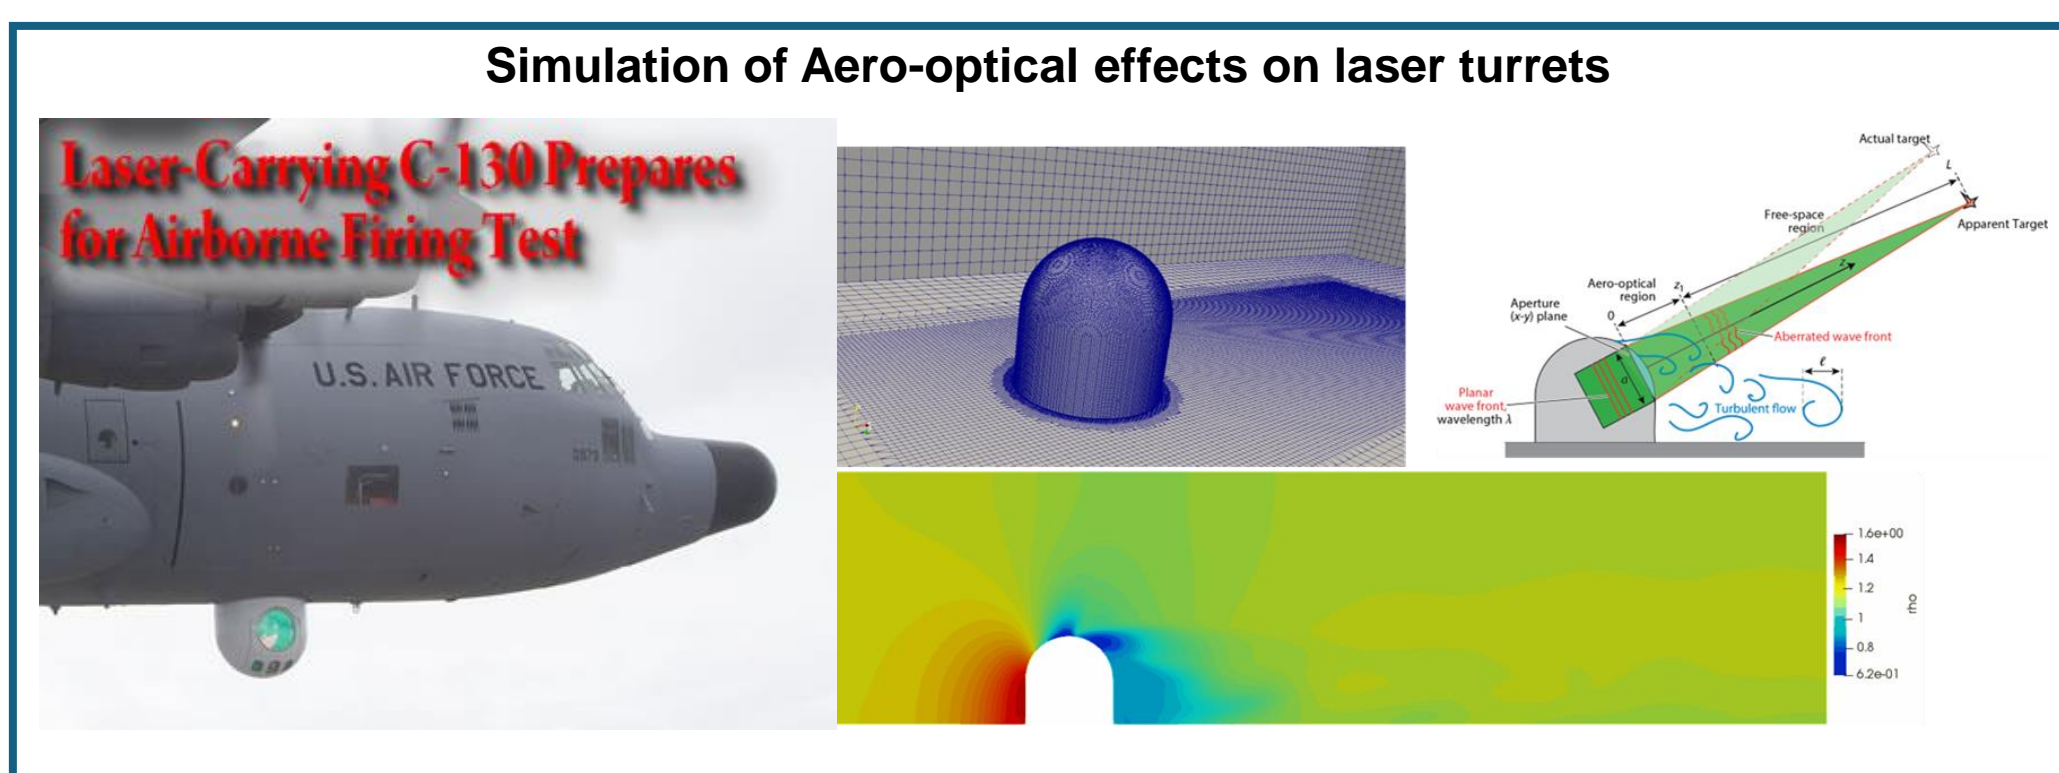 Simulation of Aero-optical effects on laser turrets
Laser-Carrying C-130 Prepares
for Airborne Firing Test
U.S. AIR FORCE
Actual target
L
Free-space
region
Apparent Target
z
Aero-optical
region
z₁
Aperture
(x-y) plane
0
Aberrated wave front
ℓ
a
Planar
wave front,
wavelength λ
Turbulent flow
1.6e+00
1.4
1.2
1
0.8
6.2e-01
rho